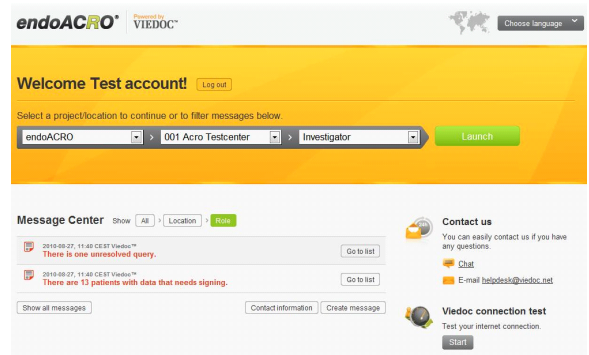 endoACRO®
Powered by
VIEDOC™
Choose language
Welcome Test account!
Log out
Select a project/location to continue or to filter messages below.
endoACRO > 001 Acro Testcenter > Investigator
Launch
Message Center Show All > Location > Role
2010-08-27, 11:40 CEST Viedoc™
There is one unresolved query.
Go to list
2010-08-27, 11:40 CEST Viedoc™
There are 13 patients with data that needs signing.
Go to list
Show all messages
Contact information
Create message
Contact us
You can easily contact us if you have
any questions.
Chat
E-mail helpdesk@viedoc.net
Viedoc connection test
Test your internet connection.
Start